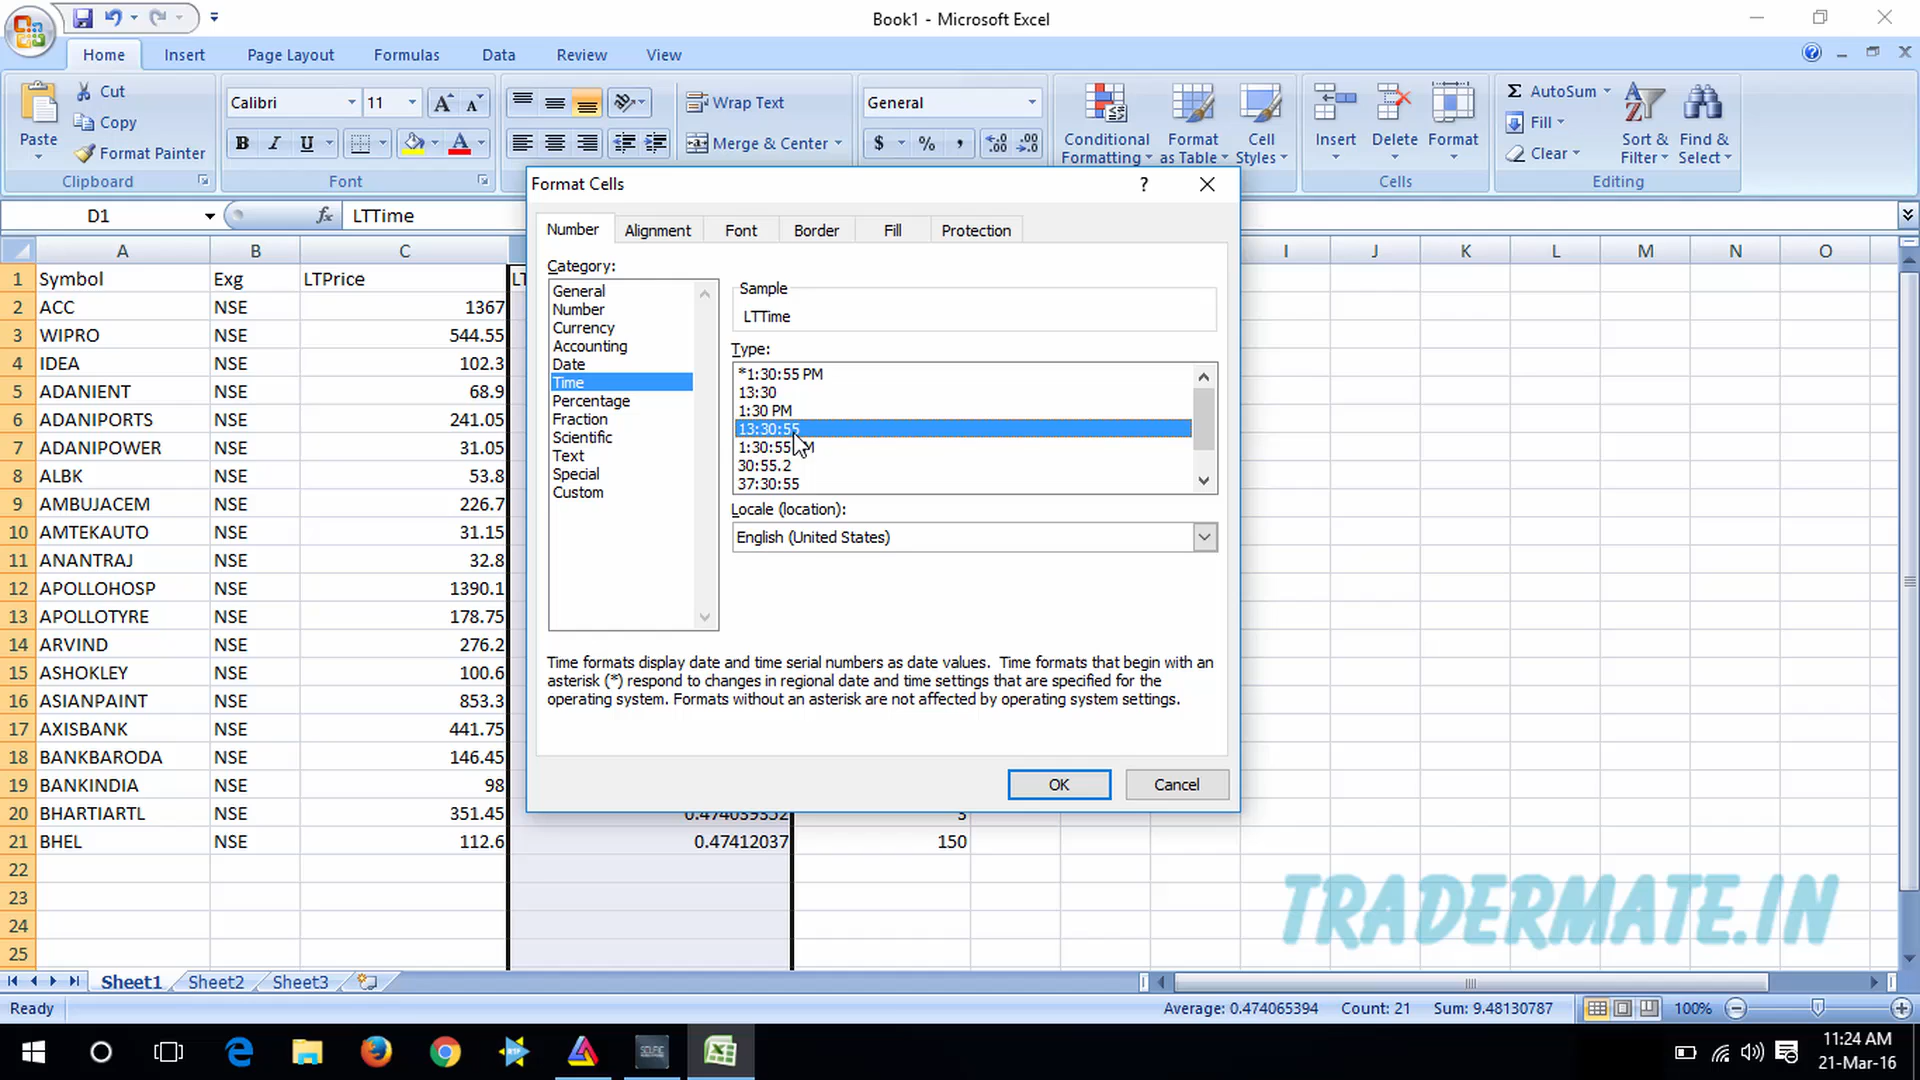 Book1 - Microsoft Excel
Home Insert Page Layout Formulas Data Review View
Paste
Cut
Copy
Format Painter
Clipboard
Calibri 11
B I U
Font
Wrap Text
Merge & Center
General
$ % ,
Conditional Formatting
Format as Table
Cell Styles
Insert Delete Format
Cells
AutoSum
Fill
Clear
Sort & Filter
Find & Select
Editing
D1 fx LTTime
A B C I J K L M N O
1 Symbol Exg LTPrice LT
2 ACC NSE 1367
3 WIPRO NSE 544.55
4 IDEA NSE 102.3
5 ADANIENT NSE 68.9
6 ADANIPORTS NSE 241.05
7 ADANIPOWER NSE 31.05
8 ALBK NSE 53.8
9 AMBUJACEM NSE 226.7
10 AMTEKAUTO NSE 31.15
11 ANANTRAJ NSE 32.8
12 APOLLOHOSP NSE 1390.1
13 APOLLOTYRE NSE 178.75
14 ARVIND NSE 276.2
15 ASHOKLEY NSE 100.6
16 ASIANPAINT NSE 853.3
17 AXISBANK NSE 441.75
18 BANKBARODA NSE 146.45
19 BANKINDIA NSE 98
20 BHARTIARTL NSE 351.45 0.474039352 3
21 BHEL NSE 112.6 0.47412037 150
22
23
24
25
Format Cells
?
Number Alignment Font Border Fill Protection
Category:
General
Number
Currency
Accounting
Date
Time
Percentage
Fraction
Scientific
Text
Special
Custom
Sample
LTTime
Type:
*1:30:55 PM
13:30
1:30 PM
13:30:55
1:30:55 PM
30:55.2
37:30:55
Locale (location):
English (United States)
Time formats display date and time serial numbers as date values. Time formats that begin with an
asterisk (*) respond to changes in regional date and time settings that are specified for the
operating system. Formats without an asterisk are not affected by operating system settings.
OK Cancel
TRADERMATE.IN
Sheet1 Sheet2 Sheet3
Ready Average: 0.474065394 Count: 21 Sum: 9.48130787 100%
RTP
11:24 AM
21-Mar-16